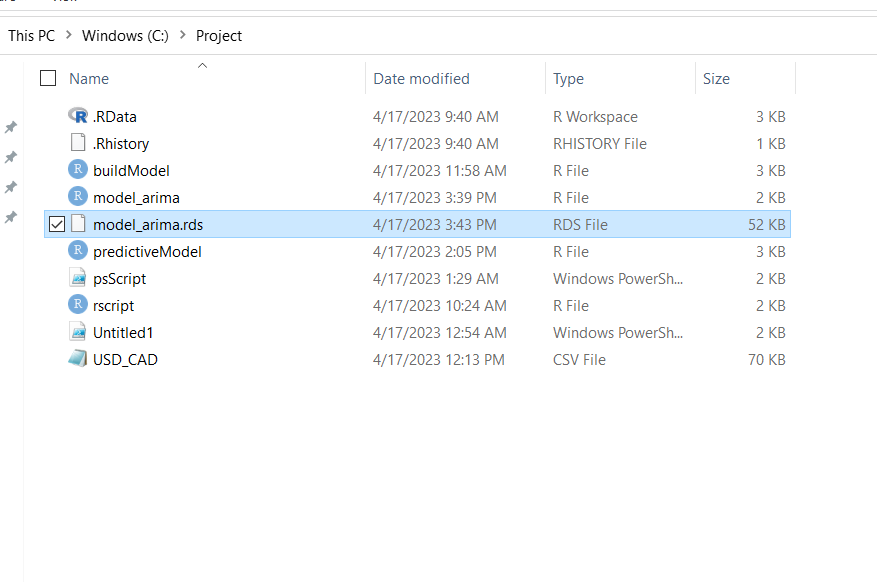 This PC > Windows (C:) > Project
Name Date modified Type Size
.RData 4/17/2023 9:40 AM R Workspace 3 KB
.Rhistory 4/17/2023 9:40 AM RHISTORY File 1 KB
R buildModel 4/17/2023 11:58 AM R File 3 KB
R model_arima 4/17/2023 3:39 PM R File 2 KB
model_arima.rds 4/17/2023 3:43 PM RDS File 52 KB
R predictiveModel 4/17/2023 2:05 PM R File 3 KB
psScript 4/17/2023 1:29 AM Windows PowerSh... 2 KB
R rscript 4/17/2023 10:24 AM R File 2 KB
Untitled1 4/17/2023 12:54 AM Windows PowerSh... 2 KB
USD_CAD 4/17/2023 12:13 PM CSV File 70 KB